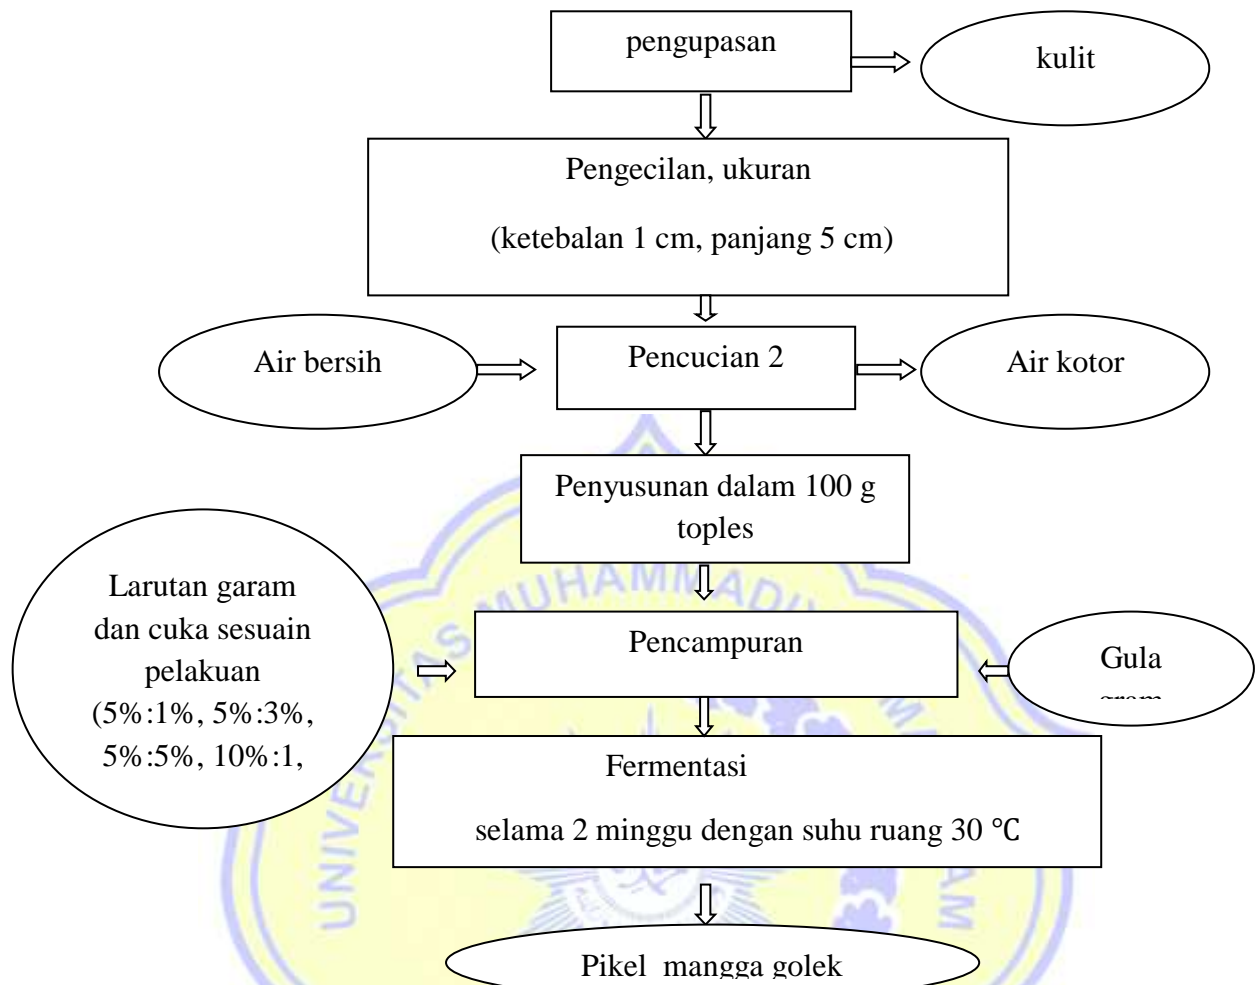 pengupasan
kulit
Pengecilan, ukuran
(ketebalan 1 cm, panjang 5 cm)
Air bersih
Pencucian 2
Air kotor
Penyusunan dalam 100 g
toples
Larutan garam
dan cuka sesuain
pelakuan
(5%:1%, 5%:3%,
5%:5%, 10%:1,
Pencampuran
Gula
Fermentasi
selama 2 minggu dengan suhu ruang 30 °C
Pikel mangga golek
UNIVERSITAS MUHAMMADIY